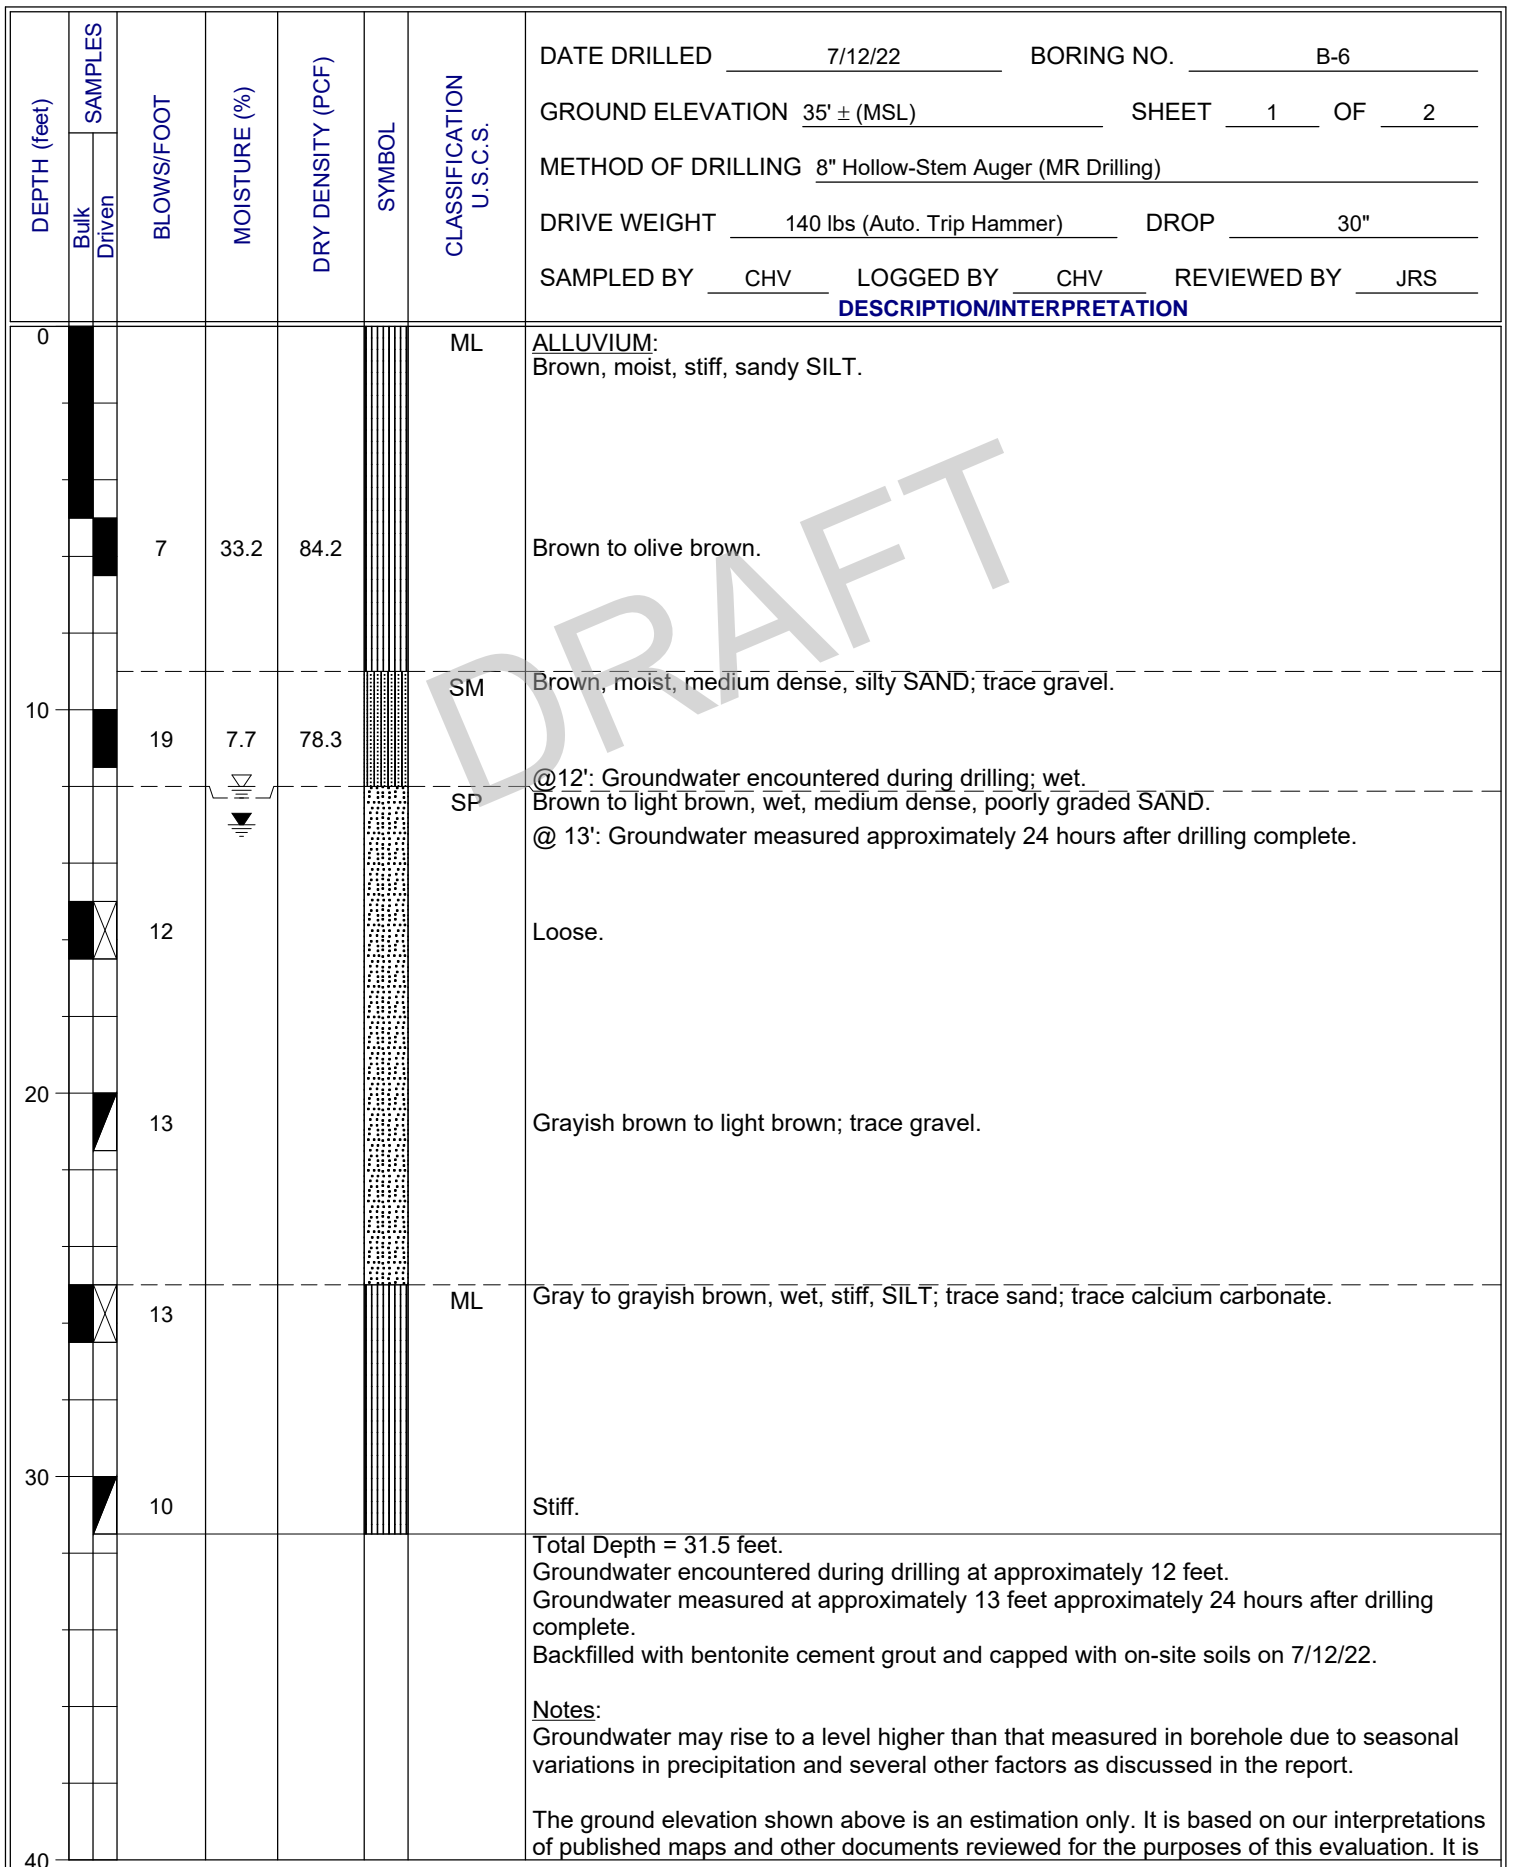 DEPTH (feet)
SAMPLES
Bulk
Driven
BLOWS/FOOT
MOISTURE (%)
DRY DENSITY (PCF)
SYMBOL
CLASSIFICATION
U.S.C.S.
DATE DRILLED 7/12/22 BORING NO. B-6
GROUND ELEVATION 35' ± (MSL) SHEET 1 OF 2
METHOD OF DRILLING 8" Hollow-Stem Auger (MR Drilling)
DRIVE WEIGHT 140 lbs (Auto. Trip Hammer) DROP 30"
SAMPLED BY CHV LOGGED BY CHV REVIEWED BY JRS
DESCRIPTION/INTERPRETATION
0 ML ALLUVIUM:
Brown, moist, stiff, sandy SILT.
7 33.2 84.2 Brown to olive brown.
DRAFT
SM Brown, moist, medium dense, silty SAND; trace gravel.
10
19 7.7 78.3
@12': Groundwater encountered during drilling; wet.
SP Brown to light brown, wet, medium dense, poorly graded SAND.
@ 13': Groundwater measured approximately 24 hours after drilling complete.
12 Loose.
20
13 Grayish brown to light brown; trace gravel.
13 ML Gray to grayish brown, wet, stiff, SILT; trace sand; trace calcium carbonate.
30
10 Stiff.
Total Depth = 31.5 feet.
Groundwater encountered during drilling at approximately 12 feet.
Groundwater measured at approximately 13 feet approximately 24 hours after drilling
complete.
Backfilled with bentonite cement grout and capped with on-site soils on 7/12/22.
Notes:
Groundwater may rise to a level higher than that measured in borehole due to seasonal
variations in precipitation and several other factors as discussed in the report.
The ground elevation shown above is an estimation only. It is based on our interpretations
of published maps and other documents reviewed for the purposes of this evaluation. It is
40